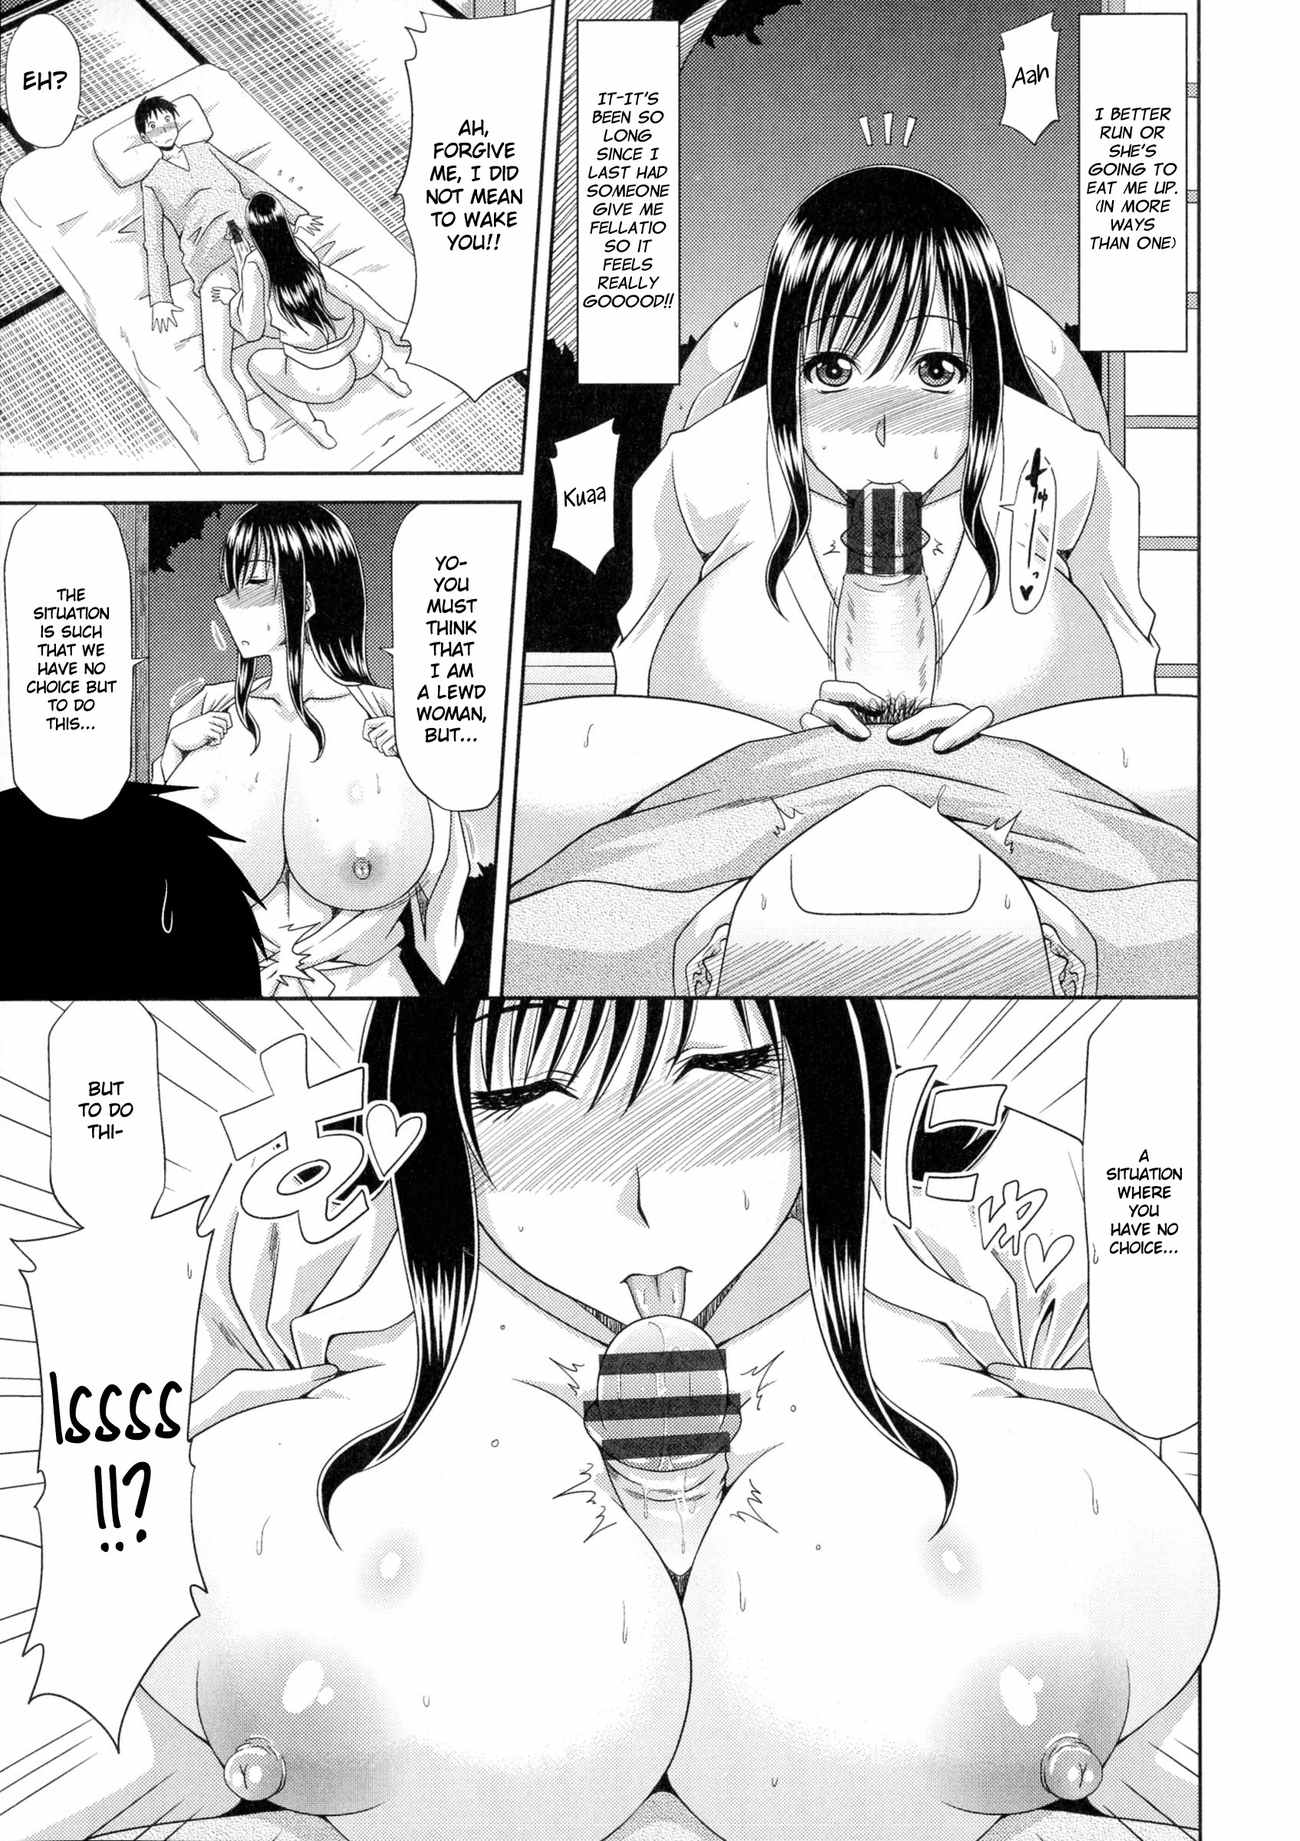 I BETTER
RUN OR
SHE'S
GOING TO
EAT ME UP.
(IN MORE
WAYS
THAN ONE)
Aah
IT-IT'S
BEEN SO
LONG
SINCE I
LAST HAD
SOMEONE
GIVE ME
FELLATIO
SO IT
FEELS
REALLY
GOOOOD!!
Kuaa
AH,
FORGIVE
ME, I DID
NOT MEAN
TO WAKE
YOU!!
EH?
YO-
YOU
MUST
THINK
THAT
I AM
A LEWD
WOMAN,
BUT...
THE
SITUATION
IS SUCH
THAT WE
HAVE NO
CHOICE BUT
TO DO
THIS...
A
SITUATION
WHERE
YOU
HAVE NO
CHOICE...
にゅ♡
BUT
TO DO
THI-
Issss
!!?